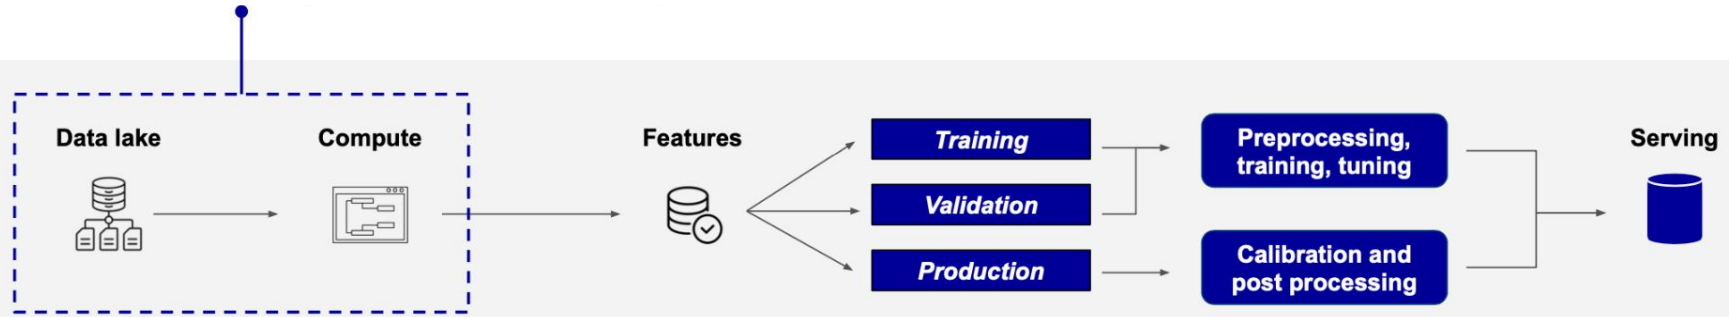 Data lake
Compute
Features
Training
Validation
Production
Preprocessing,
training, tuning
Calibration and
post processing
Serving